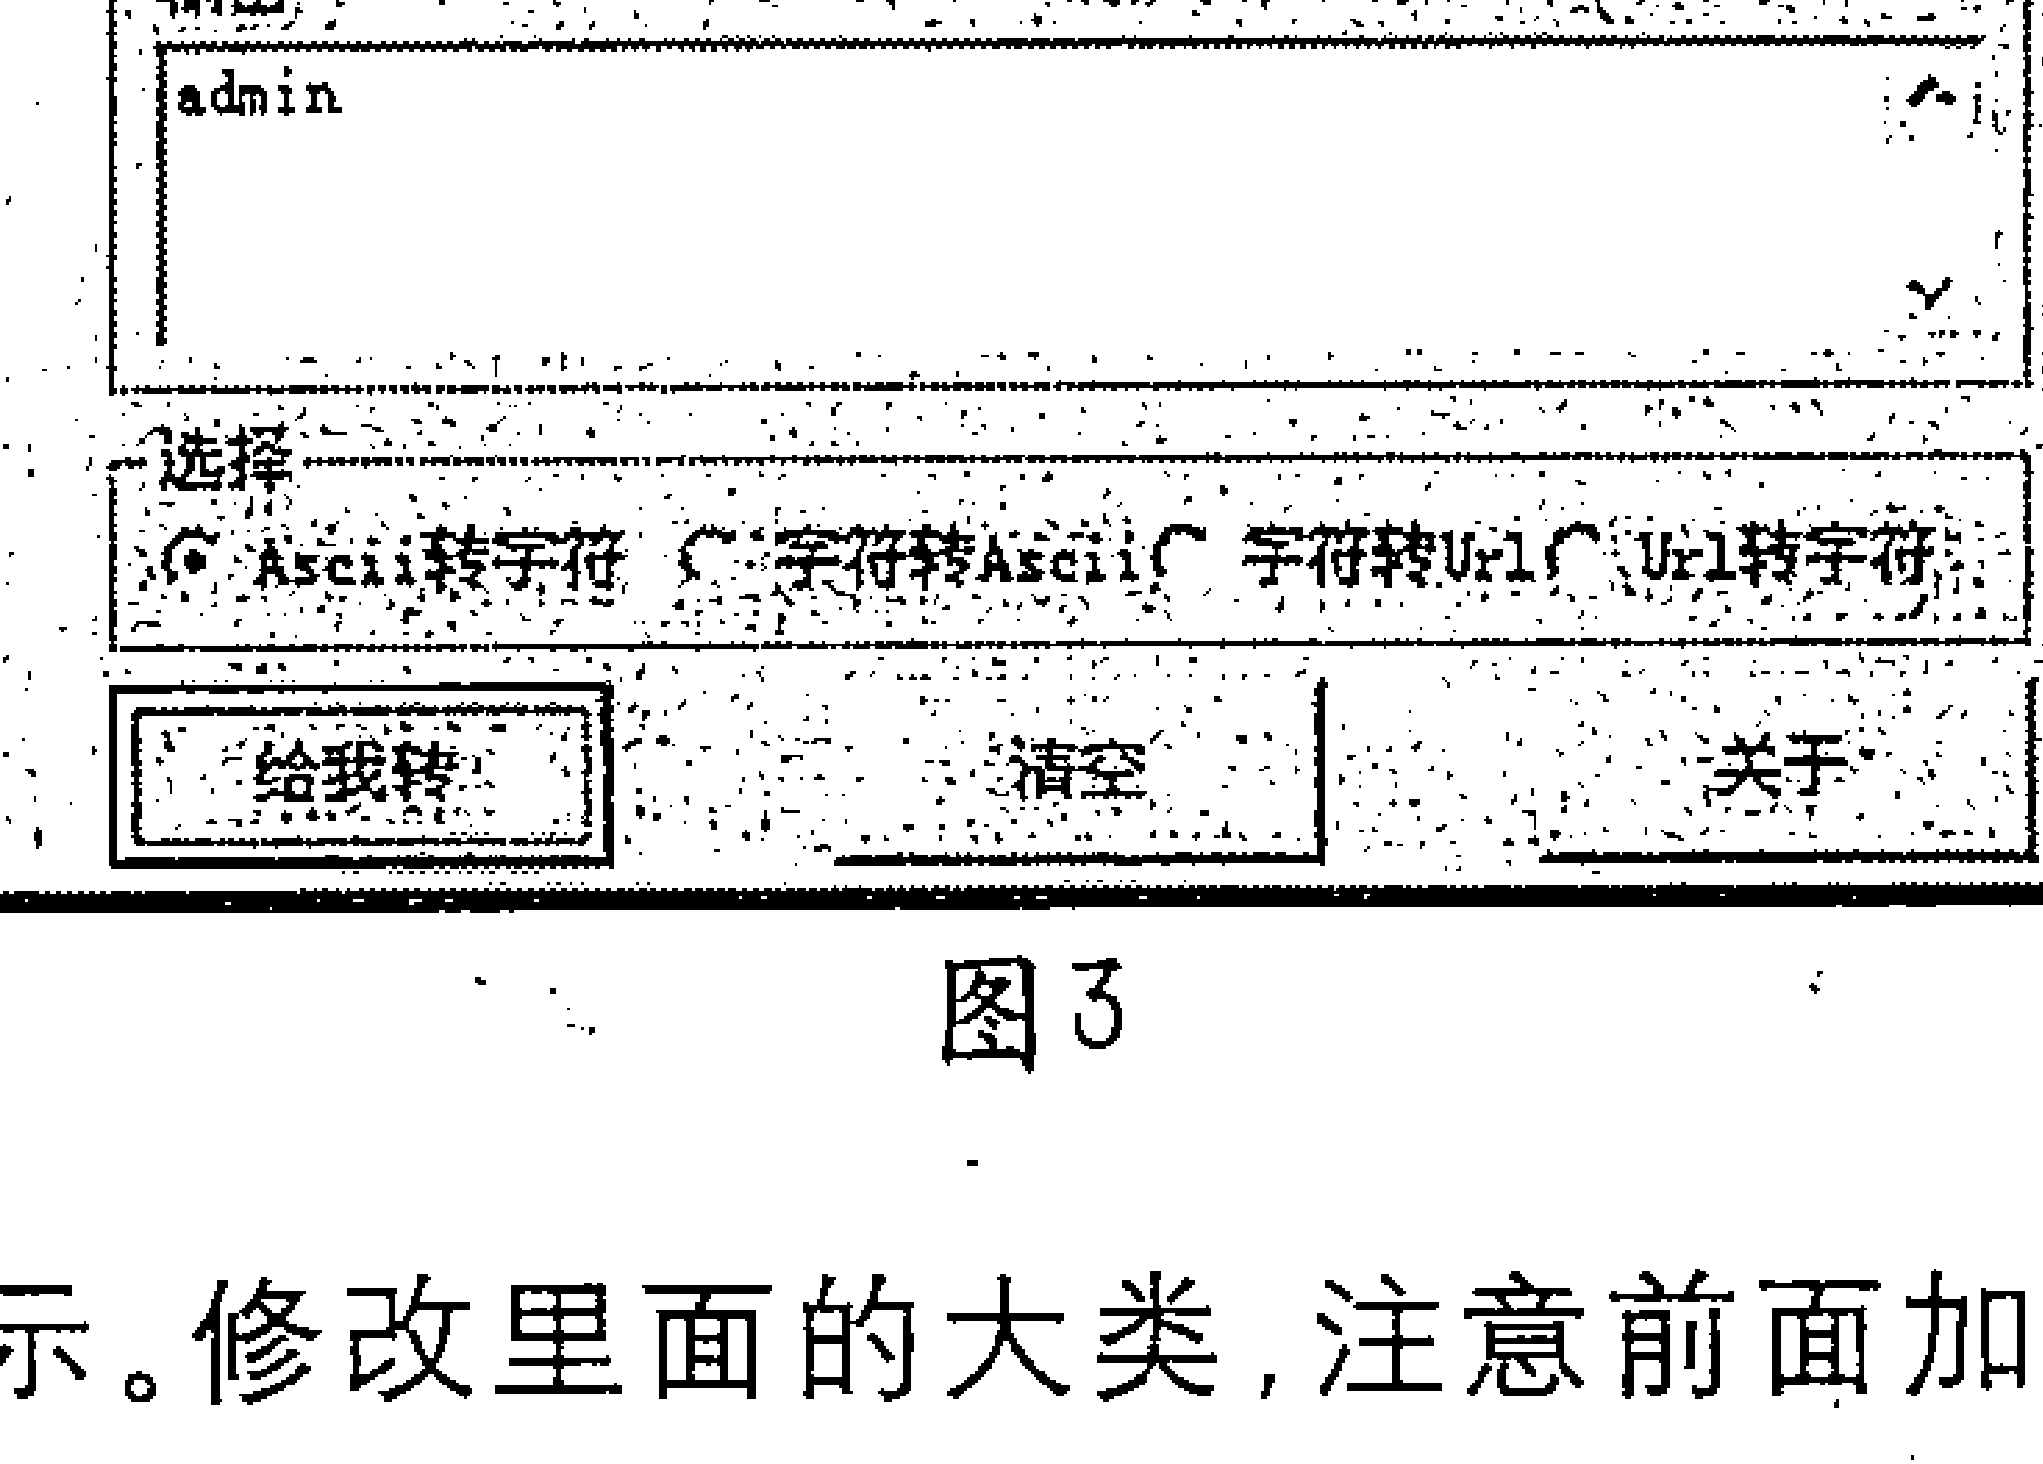 admin
选择
Ascii转字符 字符转Ascii 字符转Url Url转字符
给我转 清空 关于
图3
示。修改里面的大类,注意前面加